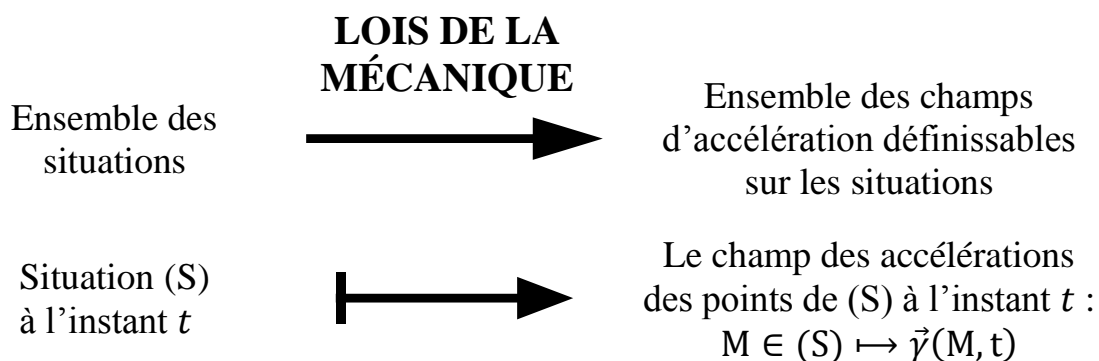 LOIS DE LA
MÉCANIQUE
Ensemble des
situations
Ensemble des champs
d’accélération définissables
sur les situations
Situation (S)
à l’instant 𝑡
Le champ des accélérations
des points de (S) à l’instant 𝑡 :
M ∈ (S) ⟼ γ⃗(M, t)